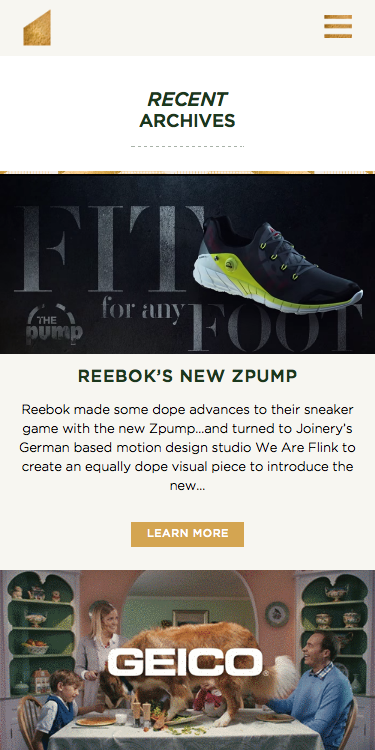 RECENT
ARCHIVES
FIT
for any
FOOT
THE
pump
REEBOK'S NEW ZPUMP
Reebok made some dope advances to their sneaker
game with the new Zpump...and turned to Joinery's
German based motion design studio We Are Flink to
create an equally dope visual piece to introduce the
new...
LEARN MORE
GEICO